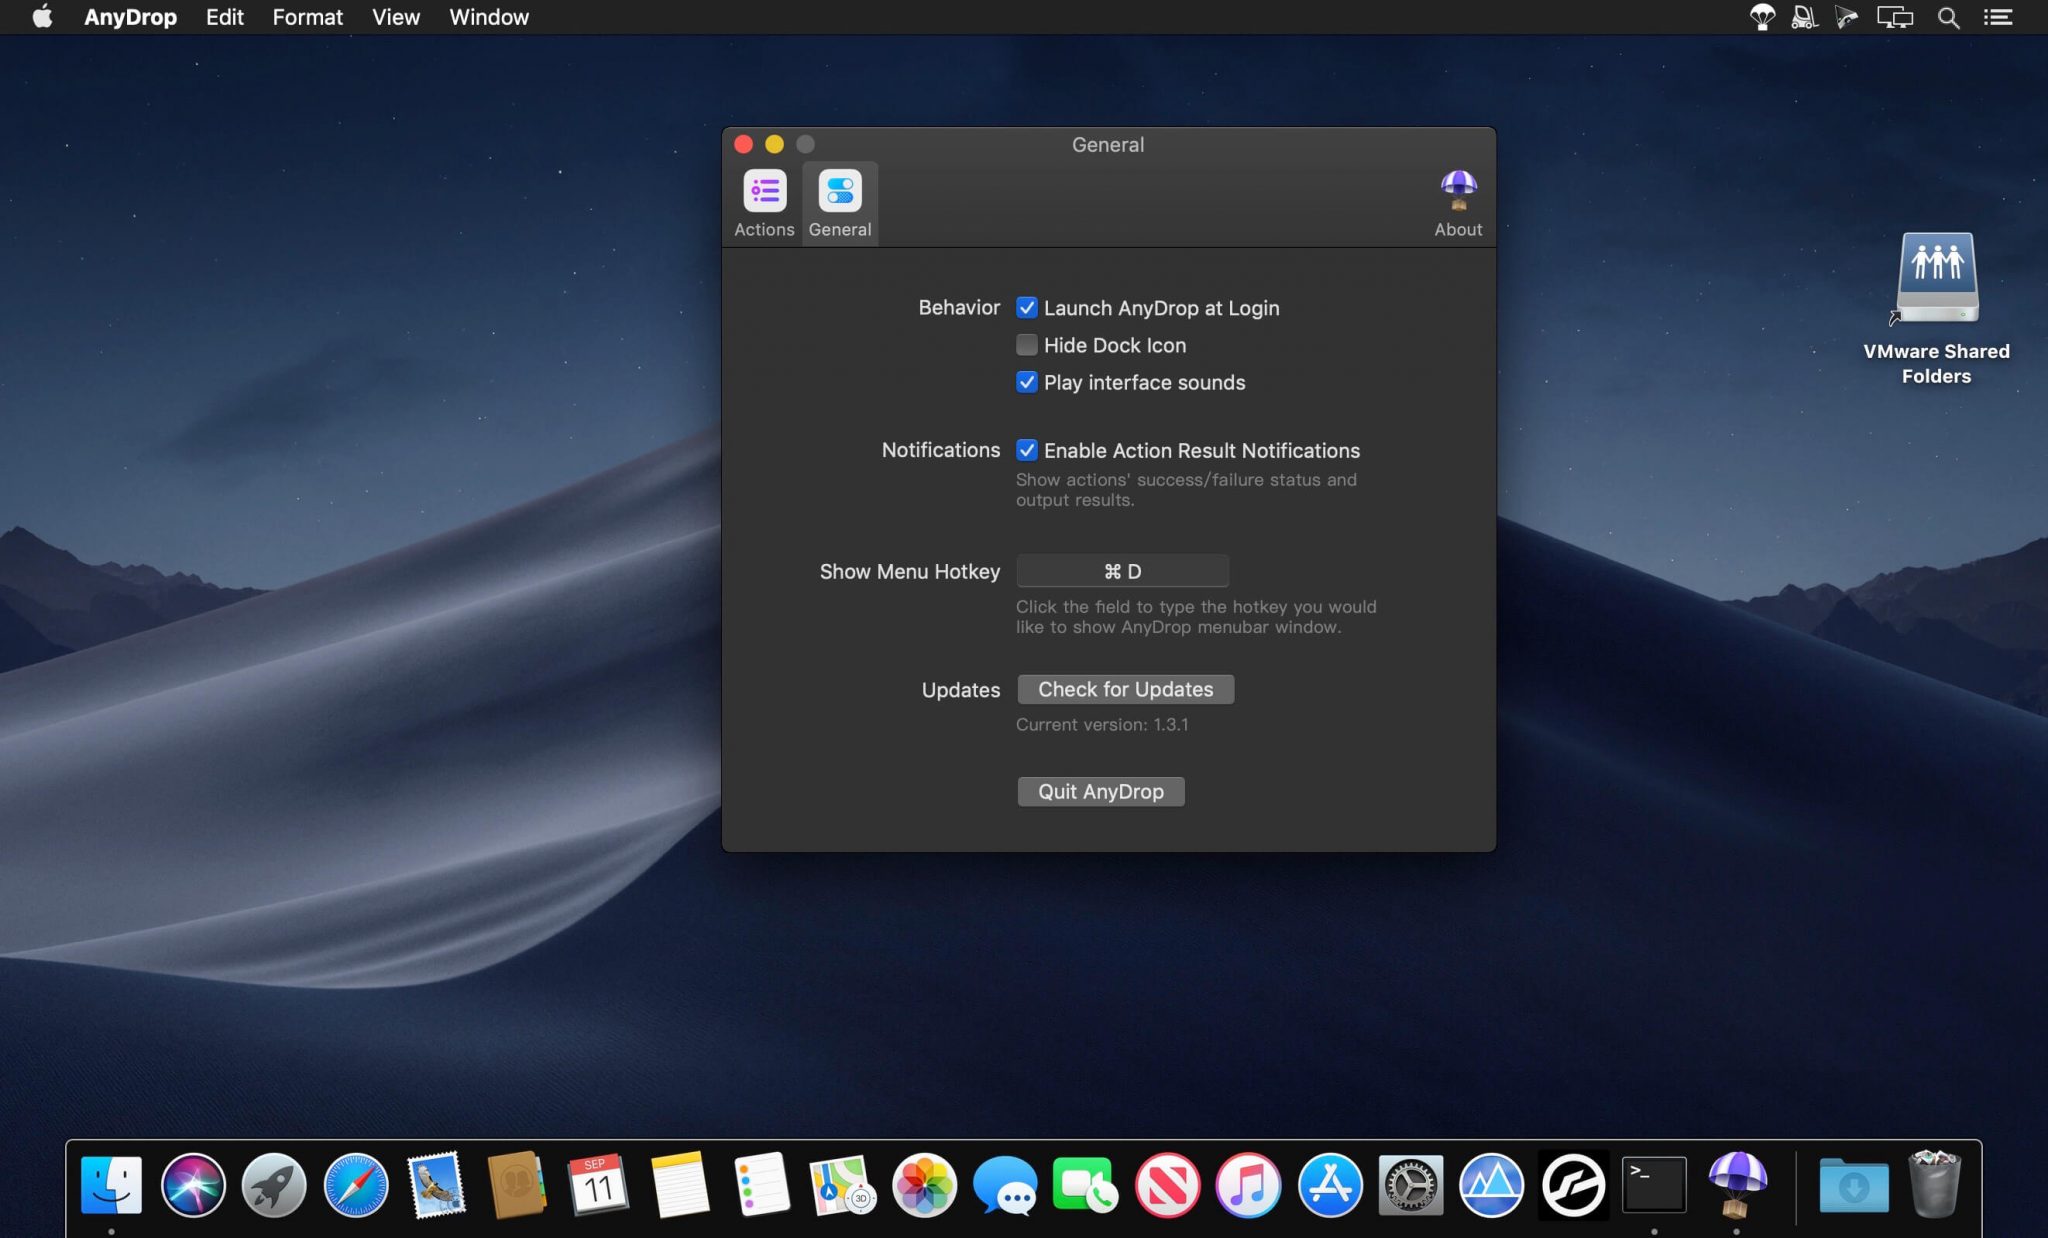 AnyDrop Edit Format View Window
General
Actions General About
Behavior Launch AnyDrop at Login
Hide Dock Icon
Play interface sounds
Notifications Enable Action Result Notifications
Show actions' success/failure status and
output results.
Show Menu Hotkey ⌘ D
Click the field to type the hotkey you would
like to show AnyDrop menubar window.
Updates Check for Updates
Current version: 1.3.1
Quit AnyDrop
VMware Shared
Folders
SEP
11
3D
>_